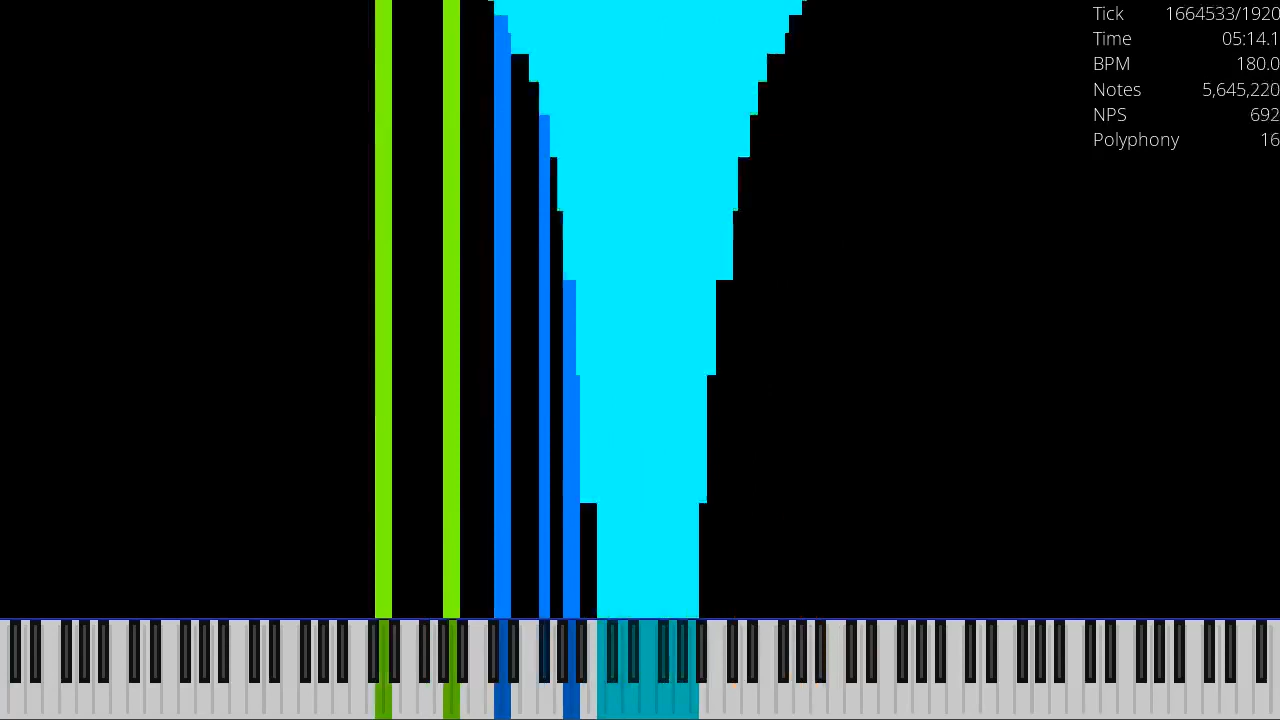 Tick 1664533/1920
Time 05:14.1
BPM 180.0
Notes 5,645,220
NPS 692
Polyphony 16